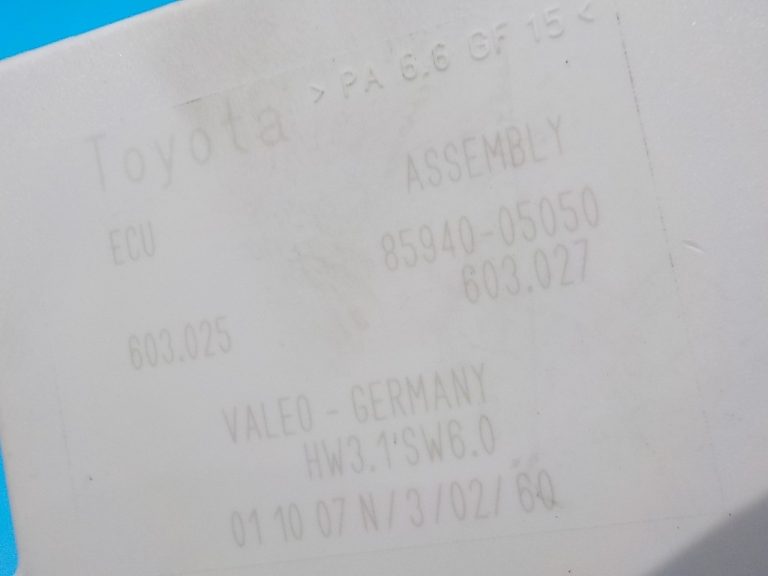 > PA 6.6 GF 15 <
Toyota
ASSEMBLY
ECU
85940-05050
603.027
603.025
VALEO - GERMANY
HW3.1 SW6.0
01 10 07 N/3/02/